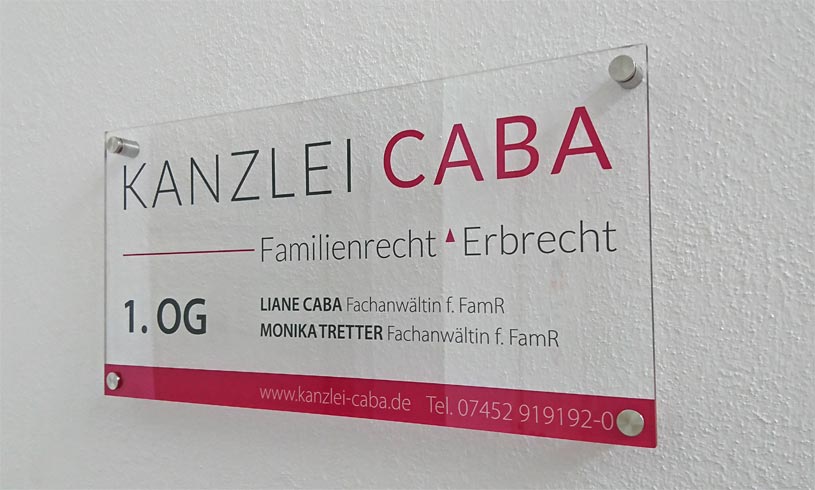 KANZLEI CABA
Familienrecht ▲ Erbrecht
1. OG
LIANE CABA Fachanwältin f. FamR
MONIKA TRETTER Fachanwältin f. FamR
www.kanzlei-caba.de Tel. 07452 919192-0